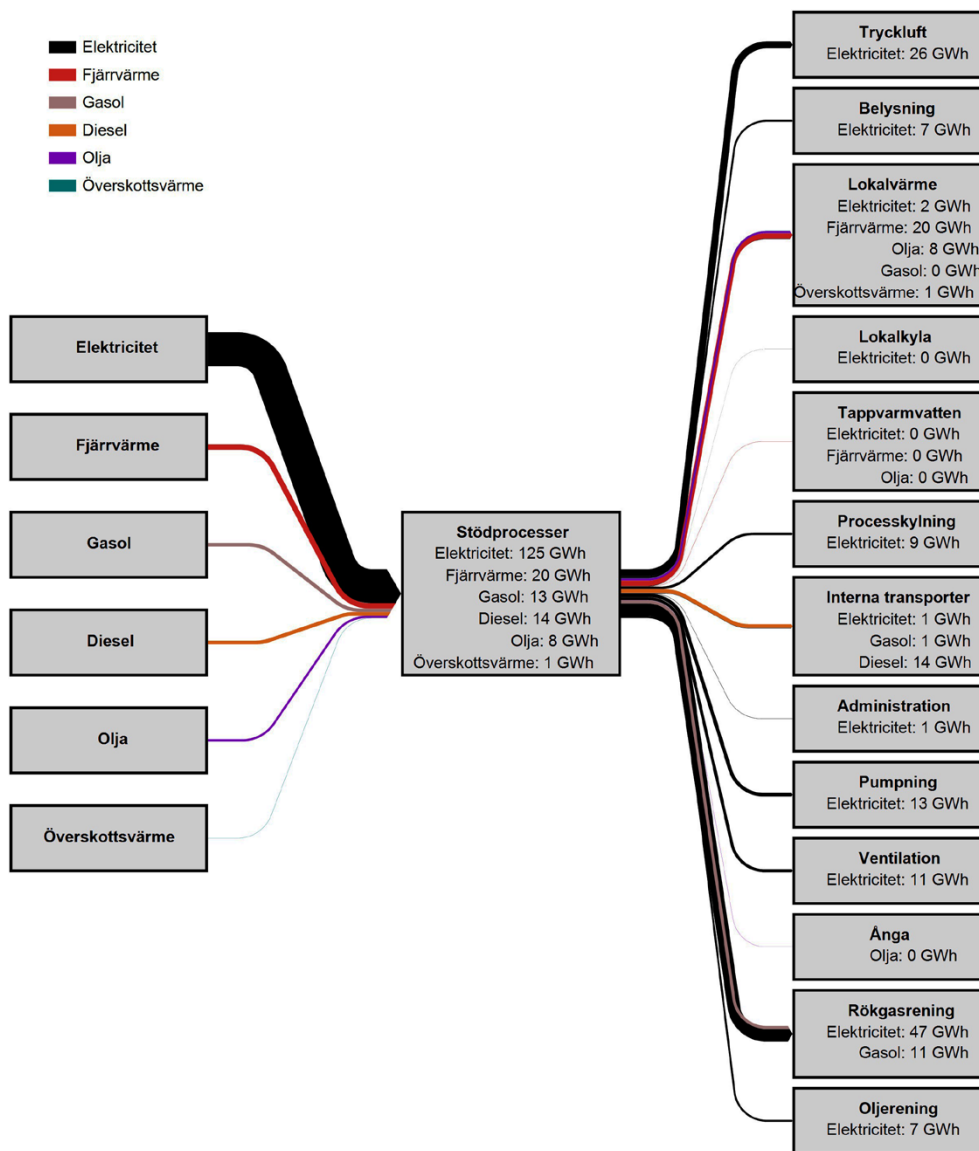 Elektricitet
Fjärrvärme
Gasol
Diesel
Olja
Överskottsvärme
Elektricitet
Fjärrvärme
Gasol
Diesel
Olja
Överskottsvärme
Stödprocesser
Elektricitet: 125 GWh
Fjärrvärme: 20 GWh
Gasol: 13 GWh
Diesel: 14 GWh
Olja: 8 GWh
Överskottsvärme: 1 GWh
Tryckluft
Elektricitet: 26 GWh
Belysning
Elektricitet: 7 GWh
Lokalvärme
Elektricitet: 2 GWh
Fjärrvärme: 20 GWh
Olja: 8 GWh
Gasol: 0 GWh
Överskottsvärme: 1 GWh
Lokalkyla
Elektricitet: 0 GWh
Tappvarmvatten
Elektricitet: 0 GWh
Fjärrvärme: 0 GWh
Olja: 0 GWh
Processkylning
Elektricitet: 9 GWh
Interna transporter
Elektricitet: 1 GWh
Gasol: 1 GWh
Diesel: 14 GWh
Administration
Elektricitet: 1 GWh
Pumpning
Elektricitet: 13 GWh
Ventilation
Elektricitet: 11 GWh
Ånga
Olja: 0 GWh
Rökgasrening
Elektricitet: 47 GWh
Gasol: 11 GWh
Oljerening
Elektricitet: 7 GWh